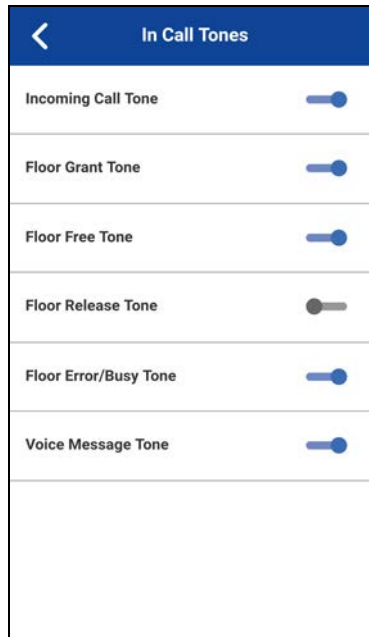 In Call Tones
Incoming Call Tone
Floor Grant Tone
Floor Free Tone
Floor Release Tone
Floor Error/Busy Tone
Voice Message Tone